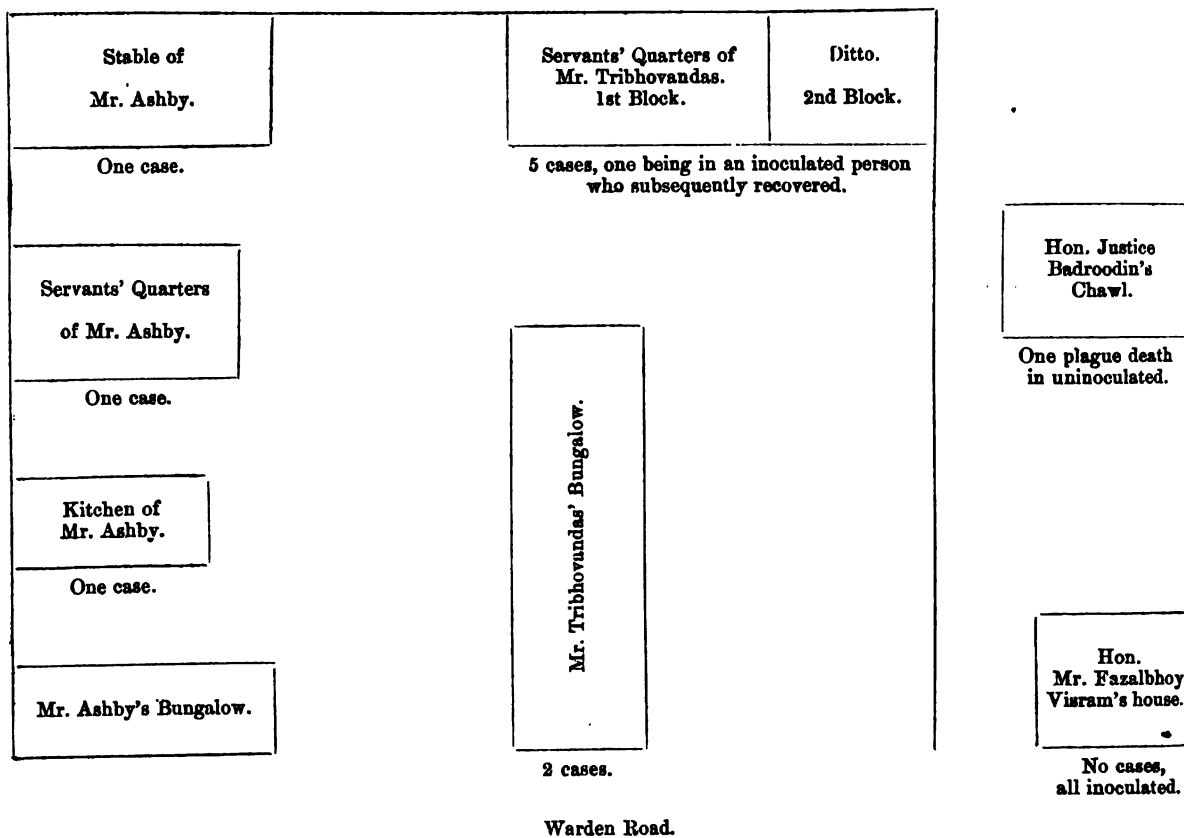 Stable of
Mr. Ashby.
One case.
Servants' Quarters of
Mr. Tribhovandas.
1st Block.
Ditto.
2nd Block.
5 cases, one being in an inoculated person
who subsequently recovered.
Servants' Quarters
of Mr. Ashby.
One case.
Hon. Justice
Badroodin's
Chawl.
One plague death
in uninoculated.
Kitchen of
Mr. Ashby.
One case.
Mr. Ashby's Bungalow.
Mr. Tribhovandas' Bungalow.
2 cases.
Hon.
Mr. Fazalbhoy
Visram's house.
No cases,
all inoculated.
Warden Road.